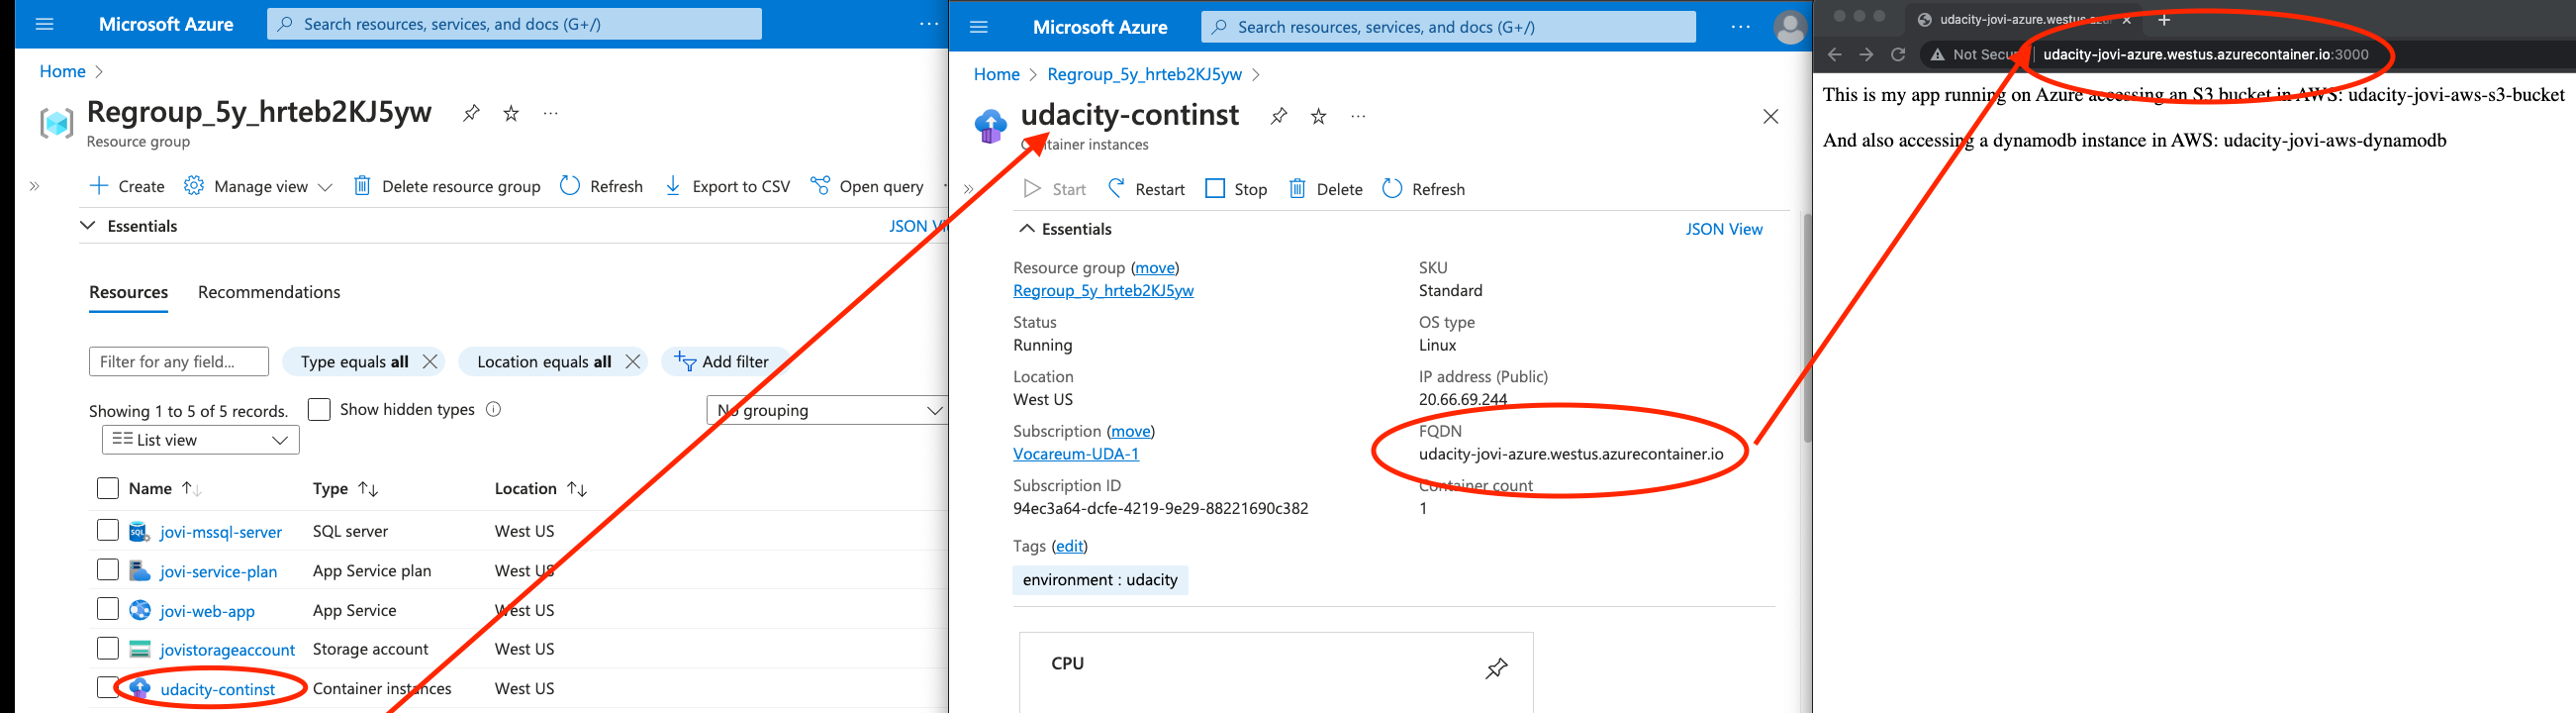 Microsoft Azure
Search resources, services, and docs (G+/)
Home
Regroup_5y_hrteb2KJ5yw
Resource group
Create
Manage view
Delete resource group
Refresh
Export to CSV
Open query
Essentials
JSON Vi
Resources
Recommendations
Filter for any field...
Type equals all
Location equals all
Add filter
Showing 1 to 5 of 5 records.
Show hidden types
No grouping
List view
Name Type Location
jovi-mssql-server SQL server West US
jovi-service-plan App Service plan West US
jovi-web-app App Service West US
jovistorageaccount Storage account West US
udacity-continst Container instances West US
Microsoft Azure
Search resources, services, and docs (G+/)
Home
Regroup_5y_hrteb2KJ5yw
udacity-continst
Container instances
Start
Restart
Stop
Delete
Refresh
Essentials
JSON View
Resource group (move)
Regroup_5y_hrteb2KJ5yw
Status
Running
Location
West US
Subscription (move)
Vocareum-UDA-1
Subscription ID
94ec3a64-dcfe-4219-9e29-88221690c382
SKU
Standard
OS type
Linux
IP address (Public)
20.66.69.244
FQDN
udacity-jovi-azure.westus.azurecontainer.io
Container count
1
Tags (edit)
environment : udacity
CPU
udacity-jovi-azure.westus.az
Not Secu
udacity-jovi-azure.westus.azurecontainer.io:3000
This is my app running on Azure accessing an S3 bucket in AWS: udacity-jovi-aws-s3-bucket
And also accessing a dynamodb instance in AWS: udacity-jovi-aws-dynamodb